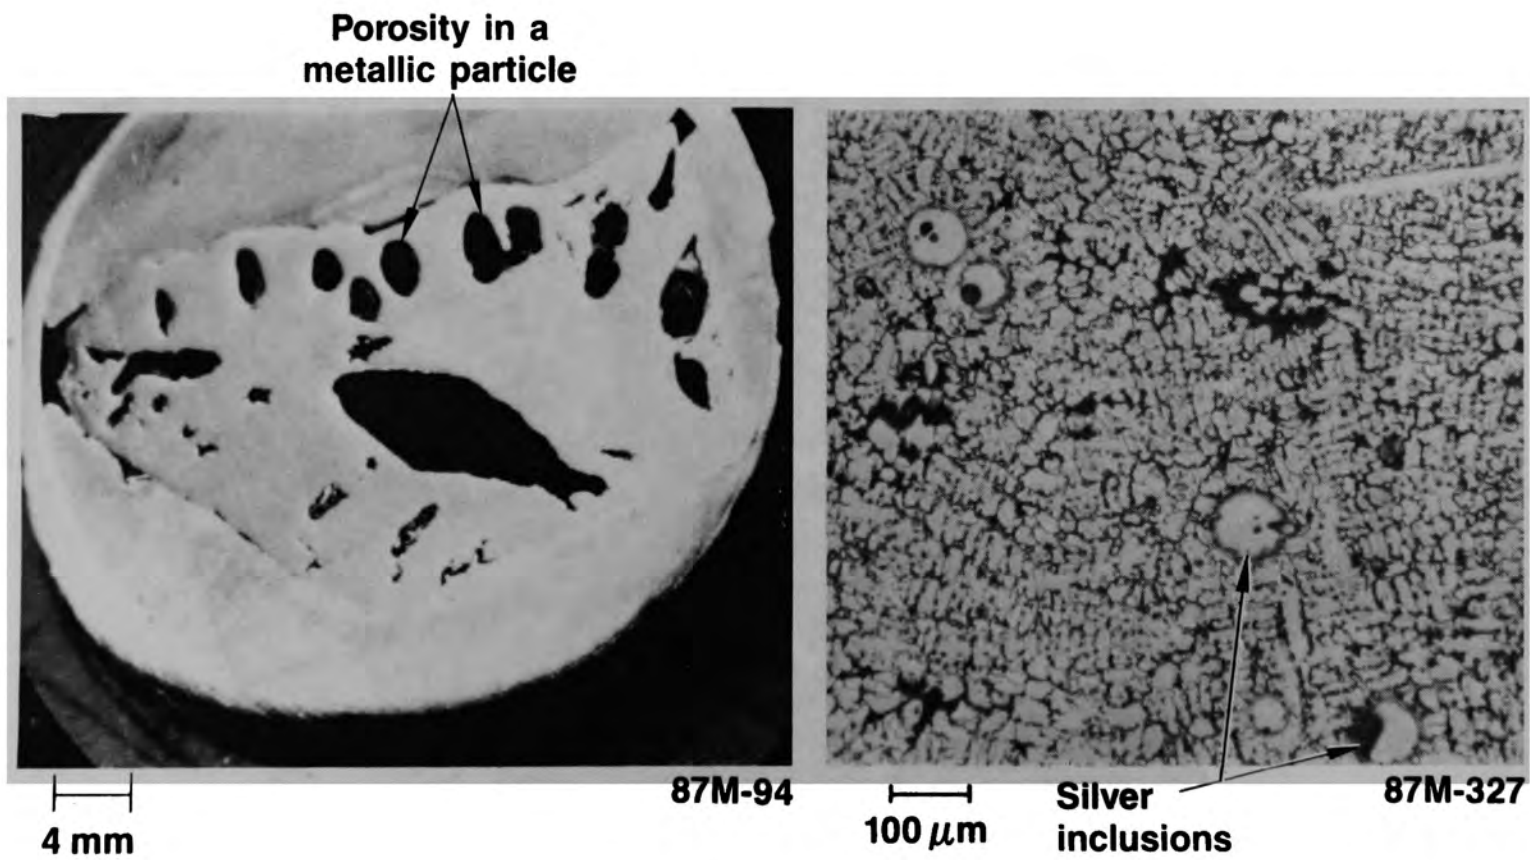 Porosity in a
metallic particle
87M-94
4 mm
100 μm
Silver
inclusions
87M-327